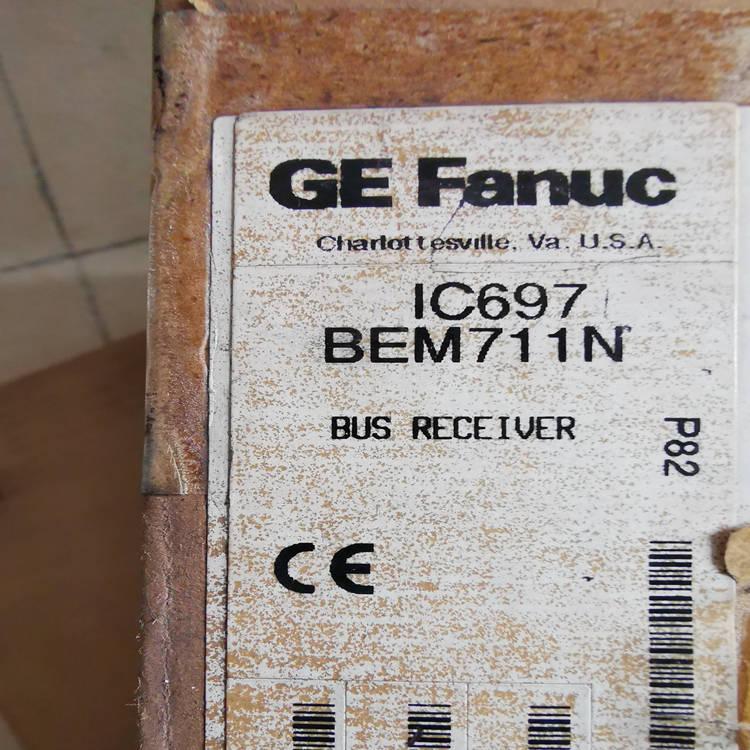 GE Fanuc
Charlottesville, Va. U.S.A.
IC697
BEM711N
BUS RECEIVER
P82
CE